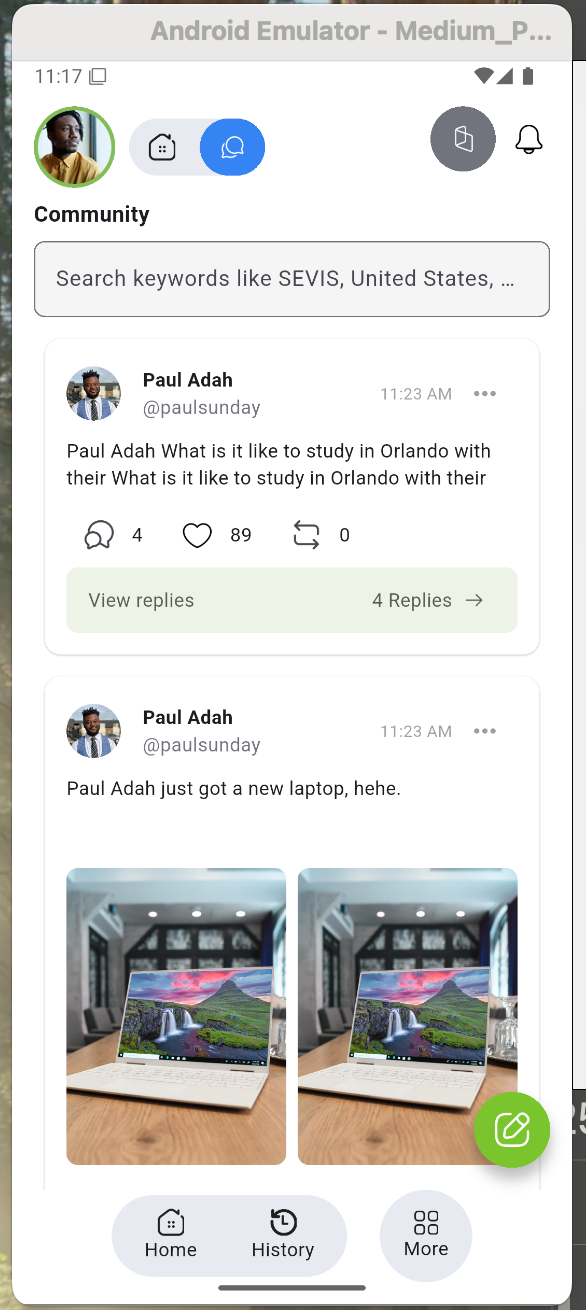 Android Emulator - Medium_P...
11:17
Community
Search keywords like SEVIS, United States, ...
Paul Adah
@paulsunday
11:23 AM
Paul Adah What is it like to study in Orlando with
their What is it like to study in Orlando with their
4
89
0
View replies
4 Replies
Paul Adah
@paulsunday
11:23 AM
Paul Adah just got a new laptop, hehe.
Home
History
More